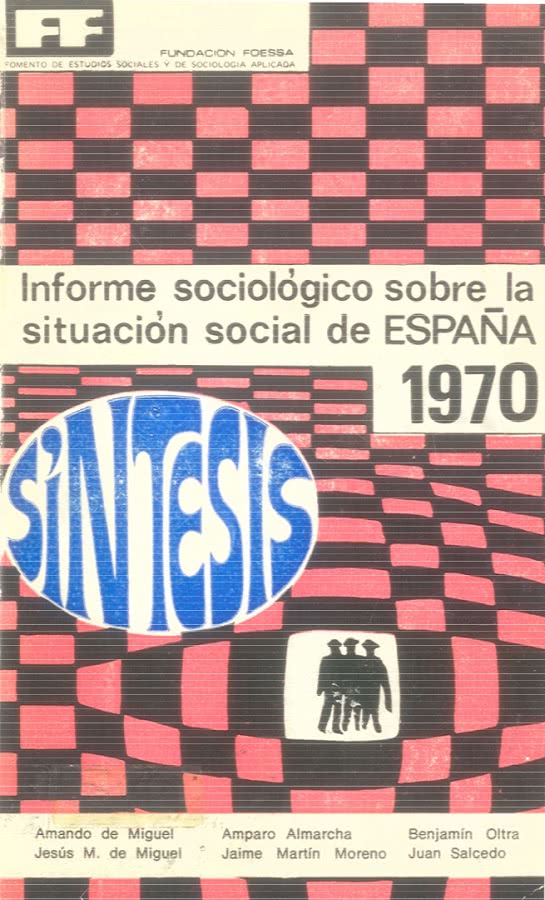 FF
FUNDACION FOESSA
FOMENTO DE ESTUDIOS SOCIALES Y DE SOCIOLOGIA APLICADA
Informe sociológico sobre la
situación social de ESPAÑA
1970
SíNTESIS
Amando de Miguel Amparo Almarcha Benjamín Oltra
Jesús M. de Miguel Jaime Martín Moreno Juan Salcedo